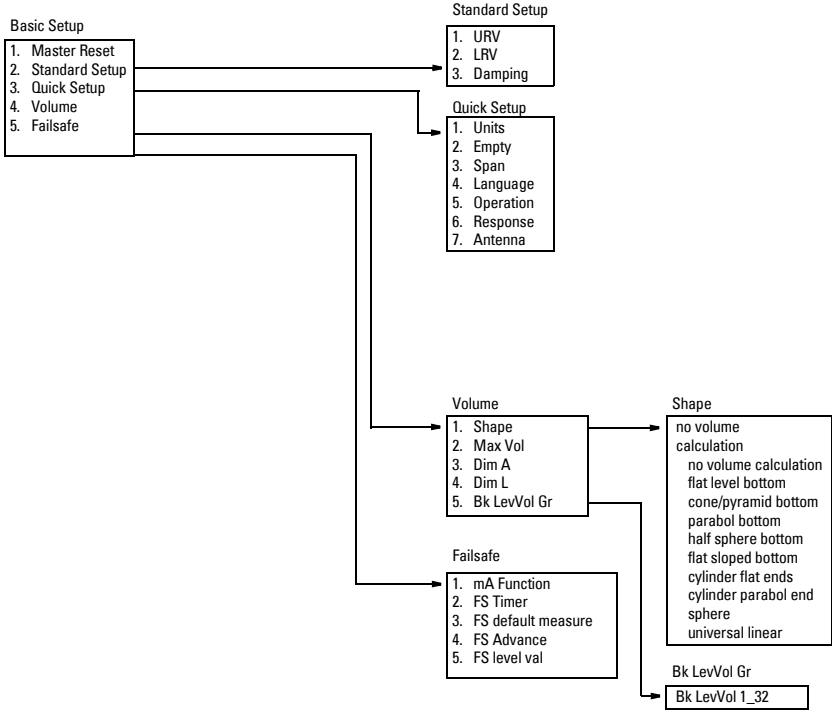 Basic Setup
1. Master Reset
2. Standard Setup
3. Quick Setup
4. Volume
5. Failsafe
Standard Setup
1. URV
2. LRV
3. Damping
Quick Setup
1. Units
2. Empty
3. Span
4. Language
5. Operation
6. Response
7. Antenna
Volume
1. Shape
2. Max Vol
3. Dim A
4. Dim L
5. Bk LevVol Gr
Shape
no volume
calculation
no volume calculation
flat level bottom
cone/pyramid bottom
parabol bottom
half sphere bottom
flat sloped bottom
cylinder flat ends
cylinder parabol end
sphere
universal linear
Failsafe
1. mA Function
2. FS Timer
3. FS default measure
4. FS Advance
5. FS level val
Bk LevVol Gr
Bk LevVol 1_32